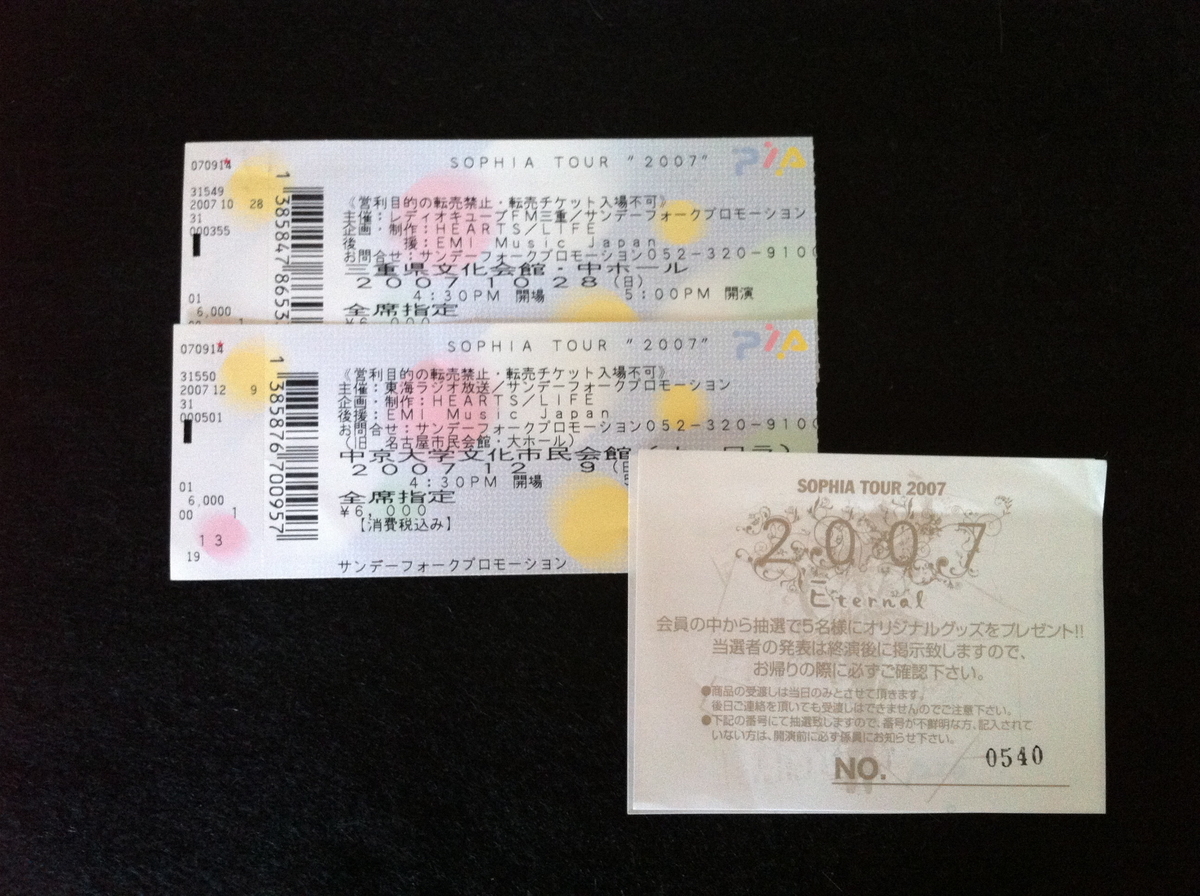 070914
SOPHIA TOUR "2007"
PIA
31549
2007 10 28
31
000355
01
6,000
1
1 385847 8653
《営利目的の転売禁止・転売チケット入場不可》
主催:レディオキューブFM三重/サンデーフォークプロモーション
企画・制作:HEARTS/LIFE
後 援:EMI Music Japan
お問合せ:サンデーフォークプロモーション052-320-9100
三重県文化会館・中ホール
2007 10 28 (日)
4:30PM 開場 5:00PM 開演
全席指定
¥6,000
070914
SOPHIA TOUR "2007"
PIA
31550
2007 12 9
31
000501
01
6,000
00 1
13
19
1 385876 700957
《営利目的の転売禁止・転売チケット入場不可》
主催:東海ラジオ放送/サンデーフォークプロモーション
企画・制作:HEARTS/LIFE
後援:EMI Music Japan
お問合せ:サンデーフォークプロモーション052-320-9100
(旧 名古屋市民会館・大ホール)
中京大学文化市民会館
2007 12 9 (日
4:30PM 開場
全席指定
¥6,000
【消費税込み】
サンデーフォークプロモーション
SOPHIA TOUR 2007
2007
Eternal
会員の中から抽選で5名様にオリジナルグッズをプレゼント!!
当選者の発表は終演後に掲示致しますので、
お帰りの際に必ずご確認下さい。
●商品の受渡しは当日のみとさせて頂きます。
後日ご連絡を頂いても受渡しはできませんのでご注意下さい。
●下記の番号にて抽選致しますので、番号が不鮮明な方、記入されて
いない方は、開演前に必ず係員にお知らせ下さい。
NO. 0540